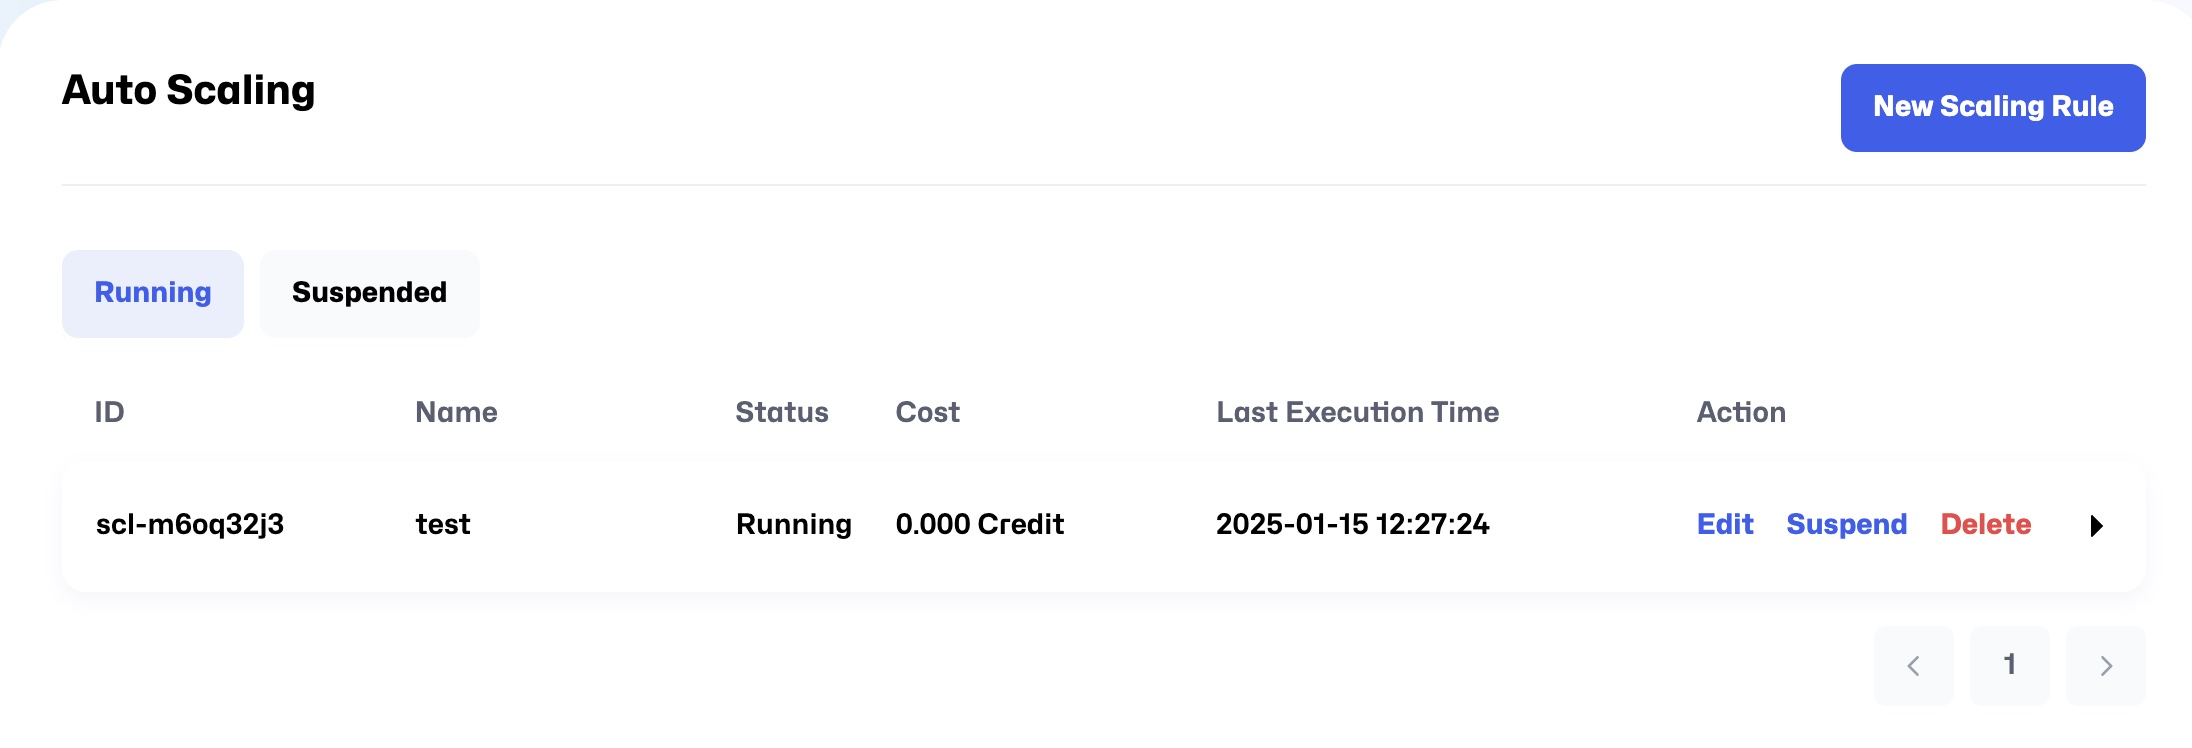 Auto Scaling
New Scaling Rule
Running Suspended
ID Name Status Cost Last Execution Time Action
scl-m6oq32j3 test Running 0.000 Credit 2025-01-15 12:27:24 Edit Suspend Delete
1